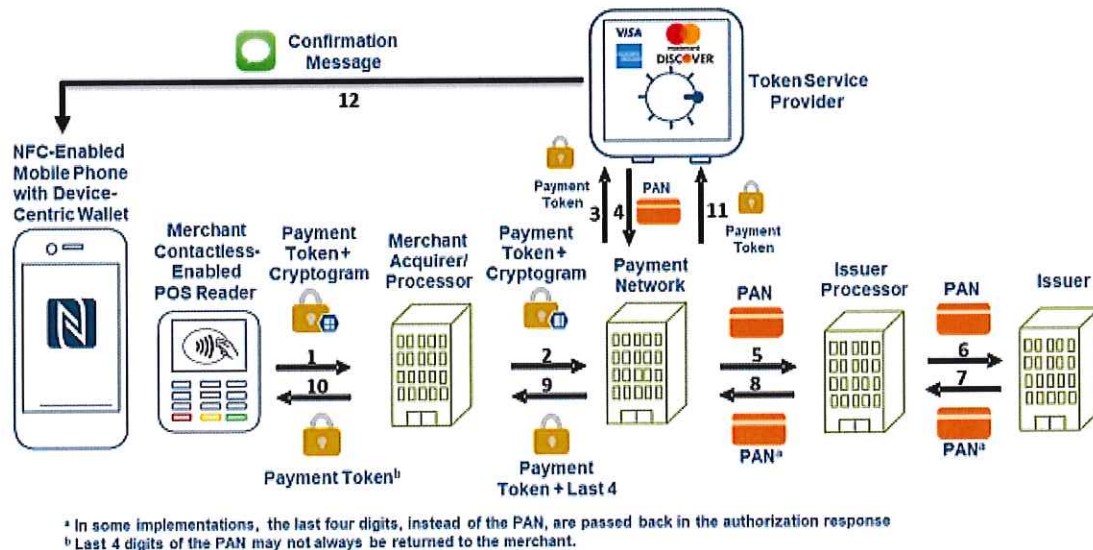 Confirmation
Message
12
VISA
mastercard
AMERICAN EXPRESS
DISCOVER
Token Service
Provider
NFC-Enabled
Mobile Phone
with Device-
Centric Wallet
Merchant
Contactless-
Enabled
POS Reader
Payment
Token +
Cryptogram
1
10
Payment Tokenᵇ
Merchant
Acquirer/
Processor
Payment
Token +
Cryptogram
2
9
Payment
Token + Last 4
Payment
Token
3
4
PAN
11
Payment
Token
Payment
Network
PAN
5
8
PANᵃ
Issuer
Processor
PAN
6
7
PANᵃ
Issuer
ᵃ In some implementations, the last four digits, instead of the PAN, are passed back in the authorization response
ᵇ Last 4 digits of the PAN may not always be returned to the merchant.